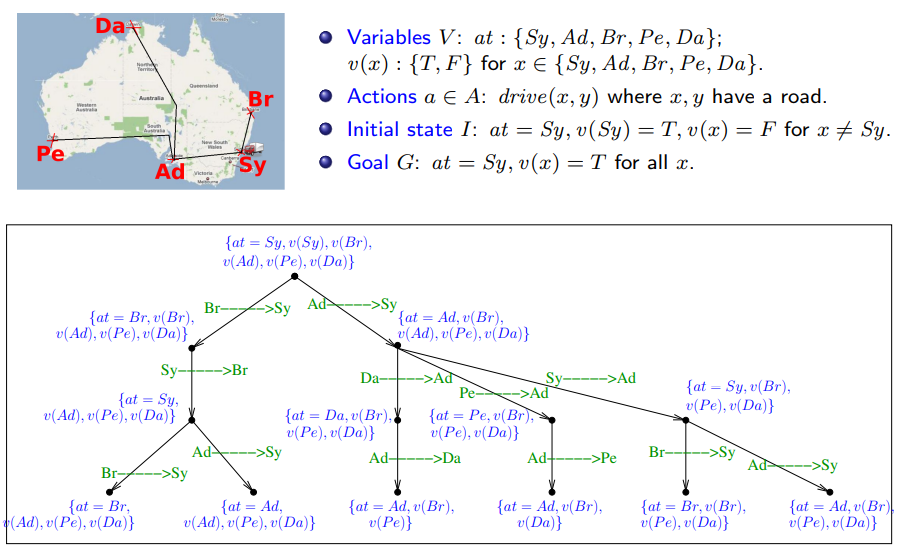 Da
Br
Pe
Ad
Sy
Northern
Territory
Queensland
Western
Australia
Australia
South
Australia
New South
Wales
Victoria
Melbourne
Variables V: at : {Sy, Ad, Br, Pe, Da};
v(x) : {T, F} for x ∈ {Sy, Ad, Br, Pe, Da}.
Actions a ∈ A: drive(x, y) where x, y have a road.
Initial state I: at = Sy, v(Sy) = T, v(x) = F for x ≠ Sy.
Goal G: at = Sy, v(x) = T for all x.
{at = Sy, v(Sy), v(Br),
v(Ad), v(Pe), v(Da)}
Br----->Sy
Ad----->Sy
{at = Br, v(Br),
v(Ad), v(Pe), v(Da)}
{at = Ad, v(Br),
v(Ad), v(Pe), v(Da)}
Sy----->Br
Da----->Ad
Pe----->Ad
Sy----->Ad
{at = Sy,
v(Ad), v(Pe), v(Da)}
{at = Da, v(Br),
v(Pe), v(Da)}
{at = Pe, v(Br),
v(Pe), v(Da)}
{at = Sy, v(Br),
v(Pe), v(Da)}
Br----->Sy
Ad----->Sy
Ad----->Da
Ad----->Pe
Br----->Sy
Ad----->Sy
{at = Br,
v(Ad), v(Pe), v(Da)}
{at = Ad,
v(Ad), v(Pe), v(Da)}
{at = Ad, v(Br),
v(Pe)}
{at = Ad, v(Br),
v(Da)}
{at = Br, v(Br),
v(Pe), v(Da)}
{at = Ad, v(Br),
v(Pe), v(Da)}